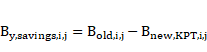 B_y,savings,i,j = B_old,i,j − B_new,KPT,i,j